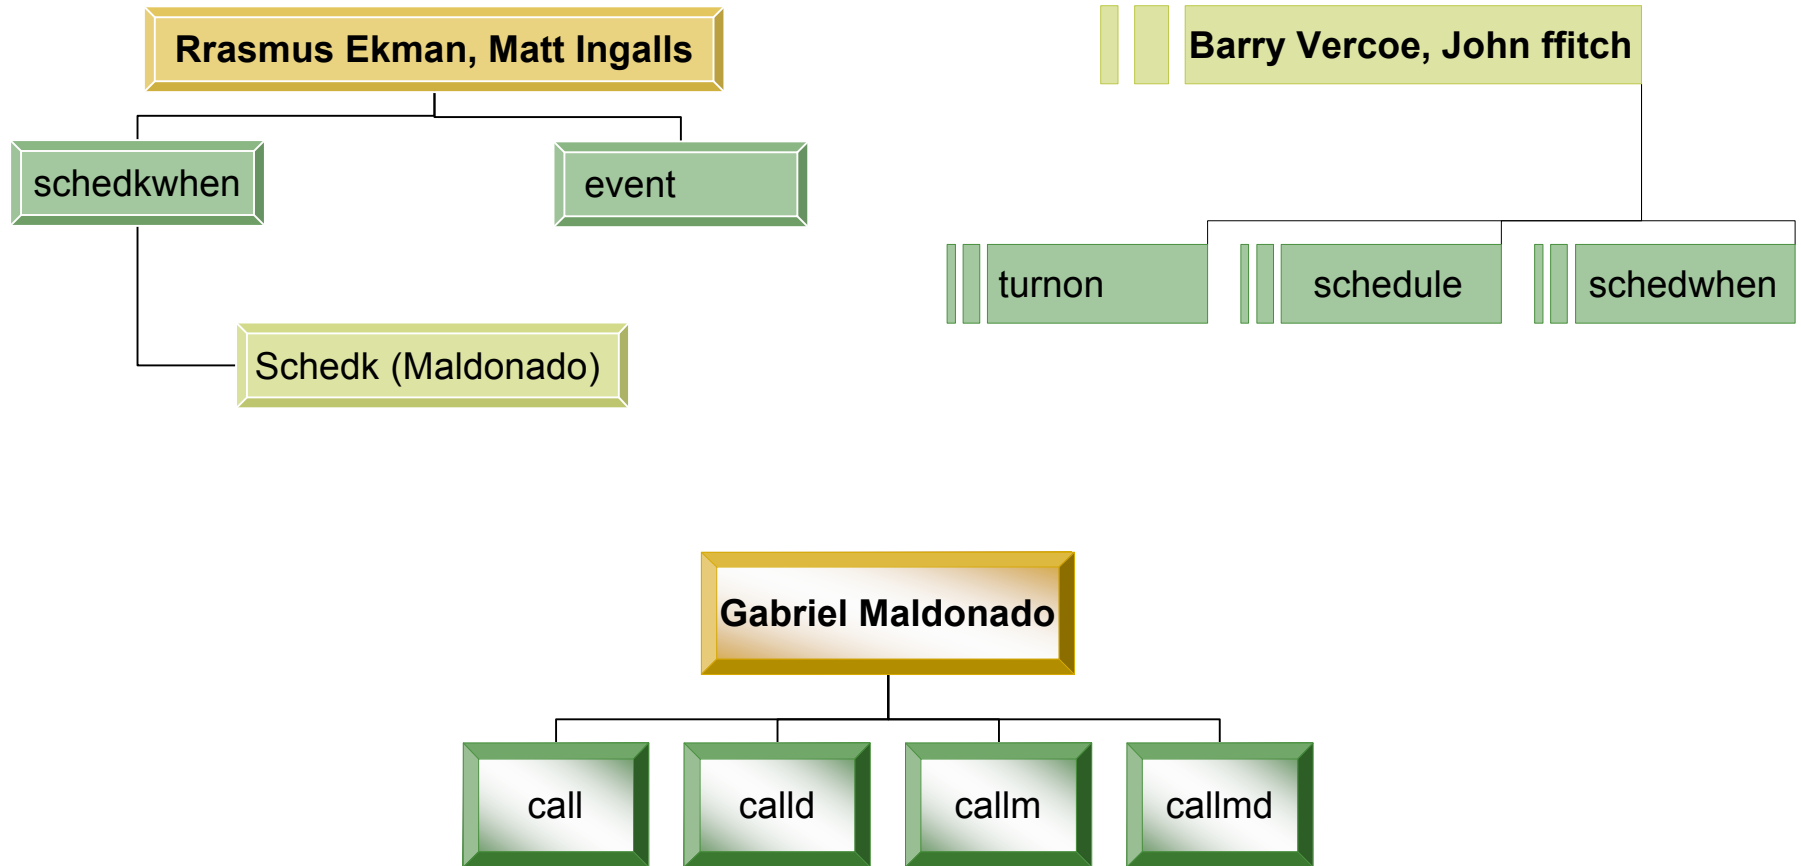 Rrasmus Ekman, Matt Ingalls
Barry Vercoe, John ffitch
schedkwhen
event
turnon
schedule
schedwhen
Schedk (Maldonado)
Gabriel Maldonado
call
calld
callm
callmd